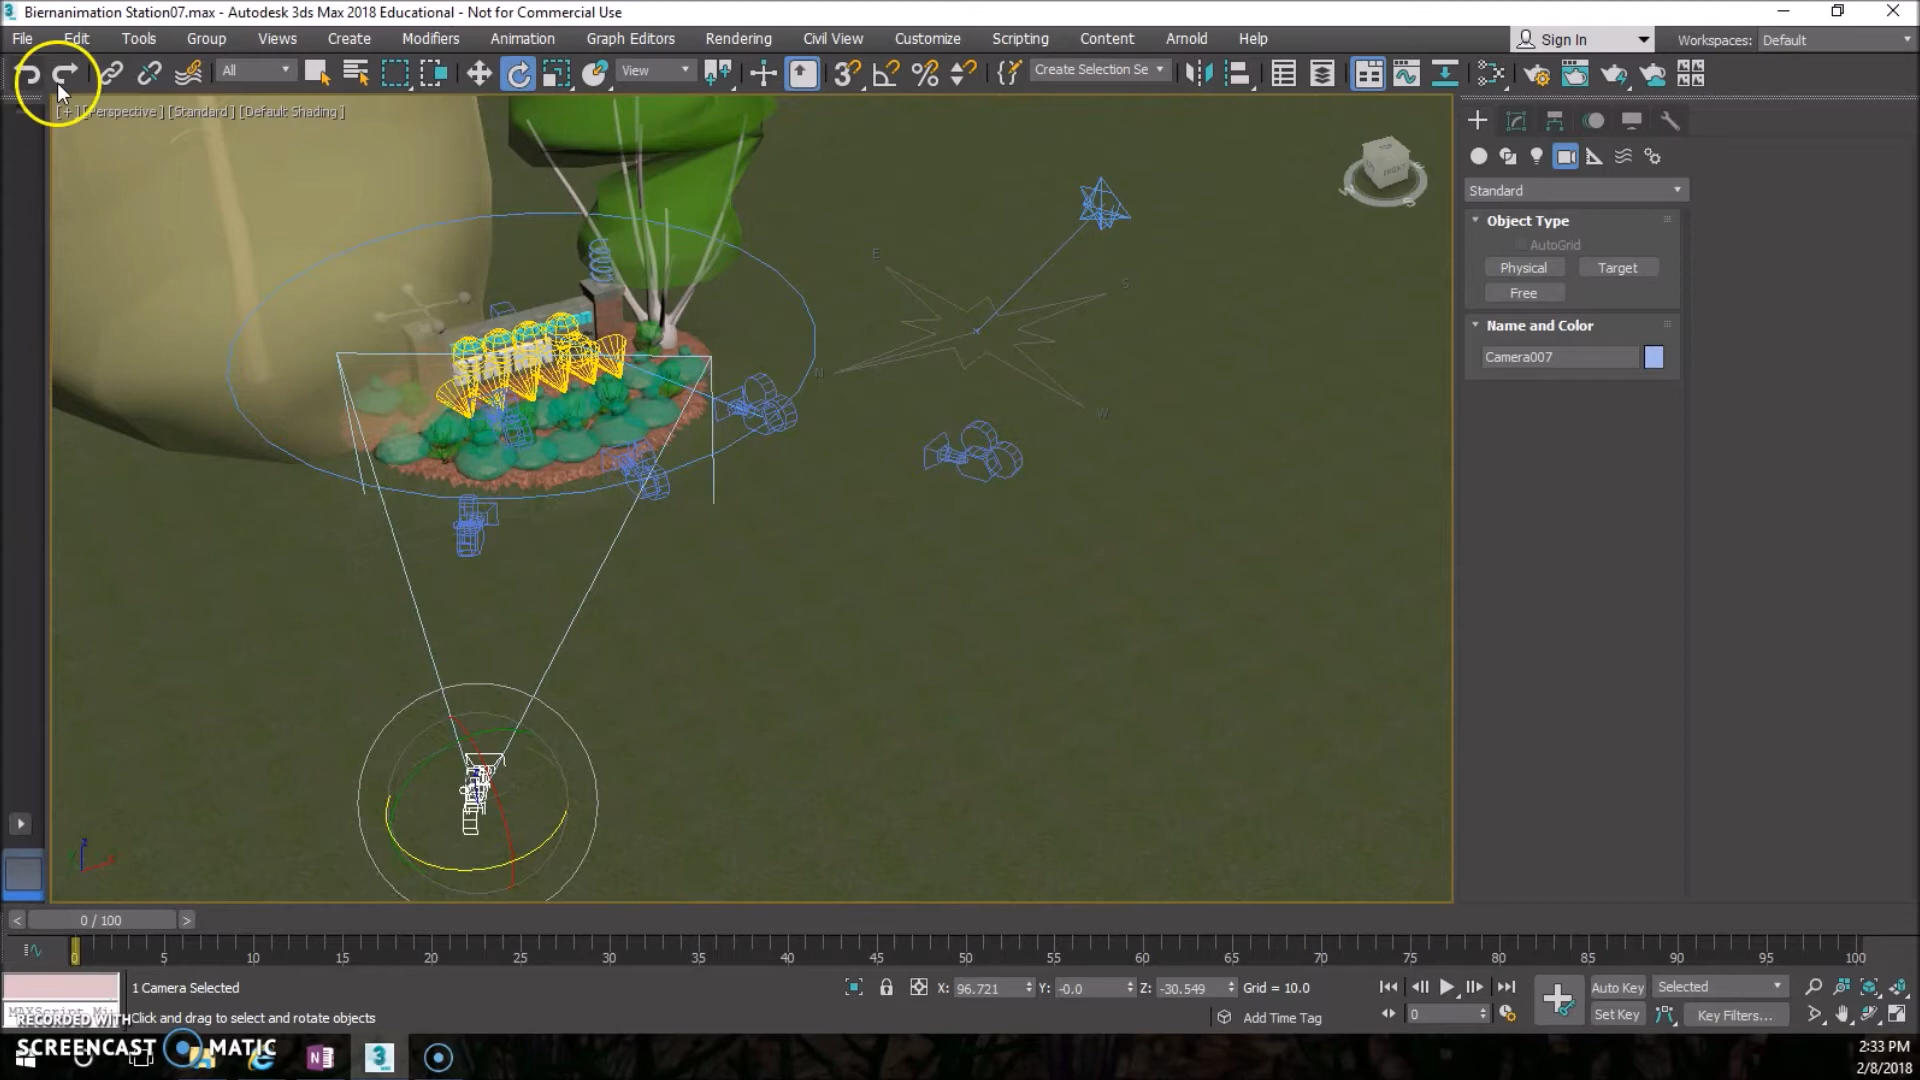 Biernanimation Station07.max - Autodesk 3ds Max 2018 Educational - Not for Commercial Use
File Edit Tools Group Views Create Modifiers Animation Graph Editors Rendering Civil View Customize Scripting Content Arnold Help
Sign In
Workspaces: Default
All
View
Create Selection Se
[+] [Perspective] [Standard] [Default Shading]
Standard
Object Type
AutoGrid
Physical Target
Free
Name and Color
Camera007
E
S
N
W
0 / 100
0 5 10 15 20 25 30 35 40 45 50 55 60 65 70 75 80 85 90 95 100
1 Camera Selected
X: 96.721 Y: -0.0 Z: -30.549 Grid = 10.0
Auto Key Selected
MAXScript Mi
Click and drag to select and rotate objects
Add Time Tag
0
Set Key Key Filters...
RECORDED WITH
SCREENCAST MATIC
2:33 PM
2/8/2018